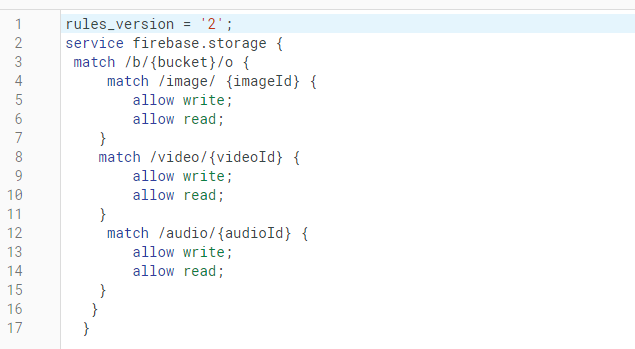 1 rules_version = '2';
2 service firebase.storage {
3 match /b/{bucket}/o {
4 match /image/ {imageId} {
5 allow write;
6 allow read;
7 }
8 match /video/{videoId} {
9 allow write;
10 allow read;
11 }
12 match /audio/{audioId} {
13 allow write;
14 allow read;
15 }
16 }
17 }